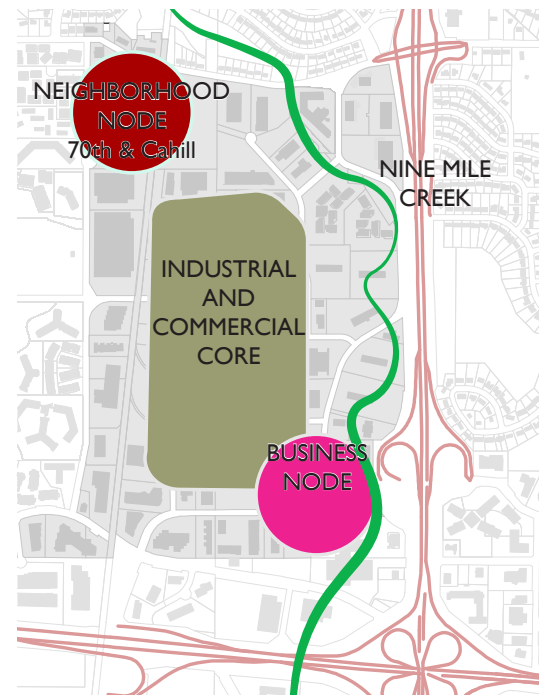 NEIGHBORHOOD
NODE
70th & Cahill
NINE MILE
CREEK
INDUSTRIAL
AND
COMMERCIAL
CORE
BUSINESS
NODE